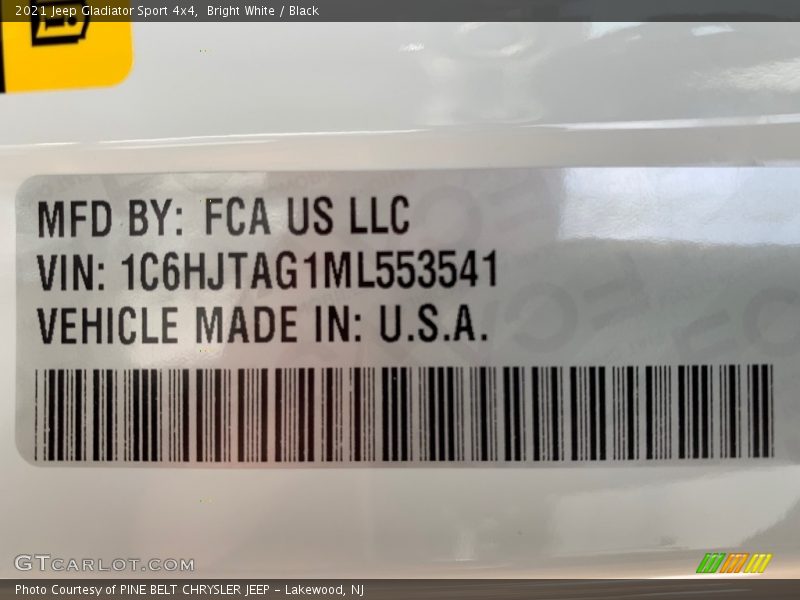 2021 Jeep Gladiator Sport 4x4,  Bright White / Black
MFD BY: FCA US LLC
VIN: 1C6HJTAG1ML553541
VEHICLE MADE IN: U.S.A.
GTCARLOT.COM
Photo Courtesy of PINE BELT CHRYSLER JEEP - Lakewood, NJ